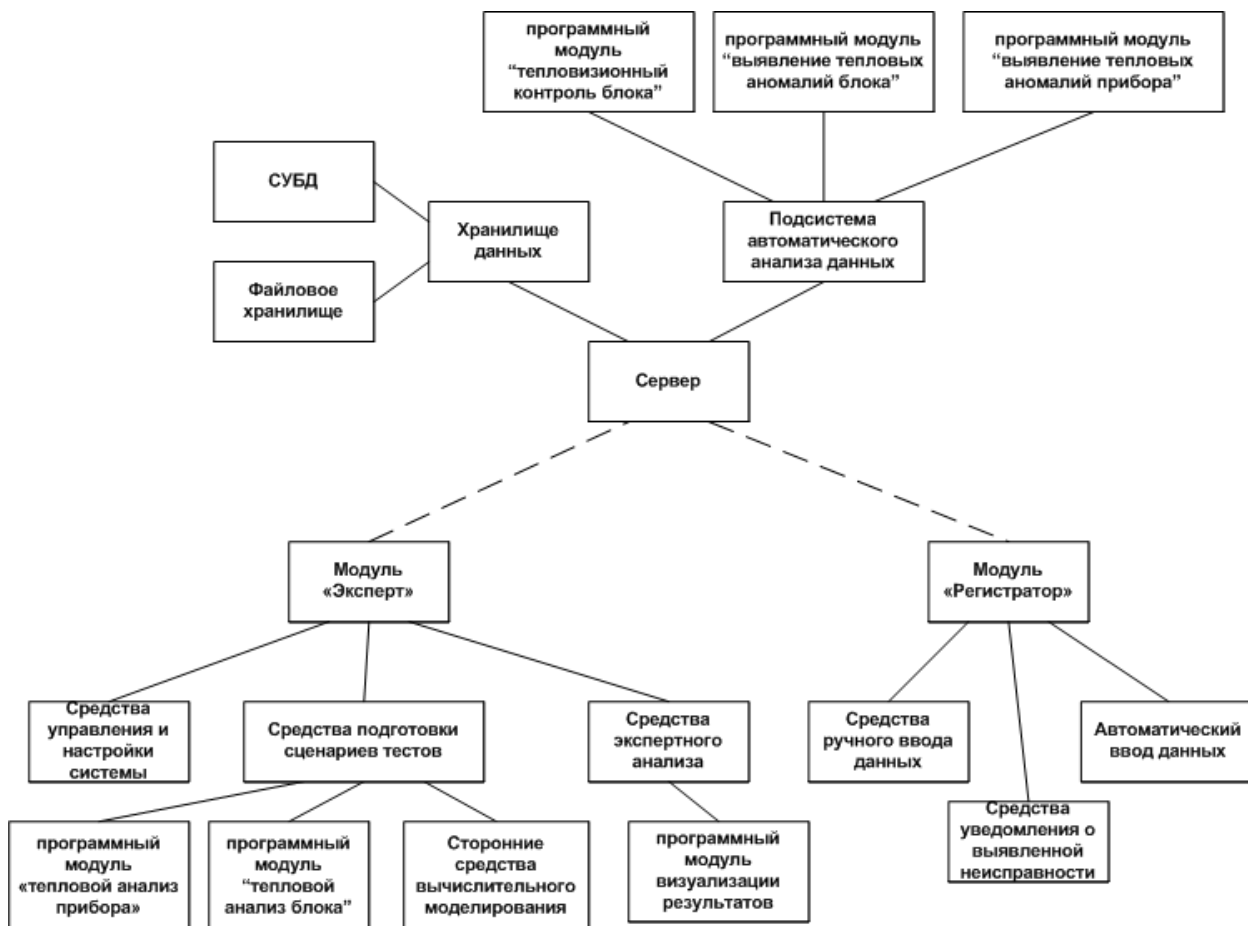 программный
модуль
“тепловизионный
контроль блока”
программный модуль
“выявление тепловых
аномалий блока”
программный модуль
“выявление тепловых
аномалий прибора”
СУБД
Хранилище
данных
Подсистема
автоматического
анализа данных
Файловое
хранилище
Сервер
Модуль
«Эксперт»
Модуль
«Регистратор»
Средства
управления и
настройки
системы
Средства подготовки
сценариев тестов
Средства
экспертного
анализа
Средства
ручного ввода
данных
Автоматический
ввод данных
программный
модуль
«тепловой анализ
прибора»
программный
модуль
“тепловой
анализ блока”
Сторонние
средства
вычислительного
моделирования
программный
модуль
визуализации
результатов
Средства
уведомления о
выявленной
неисправности